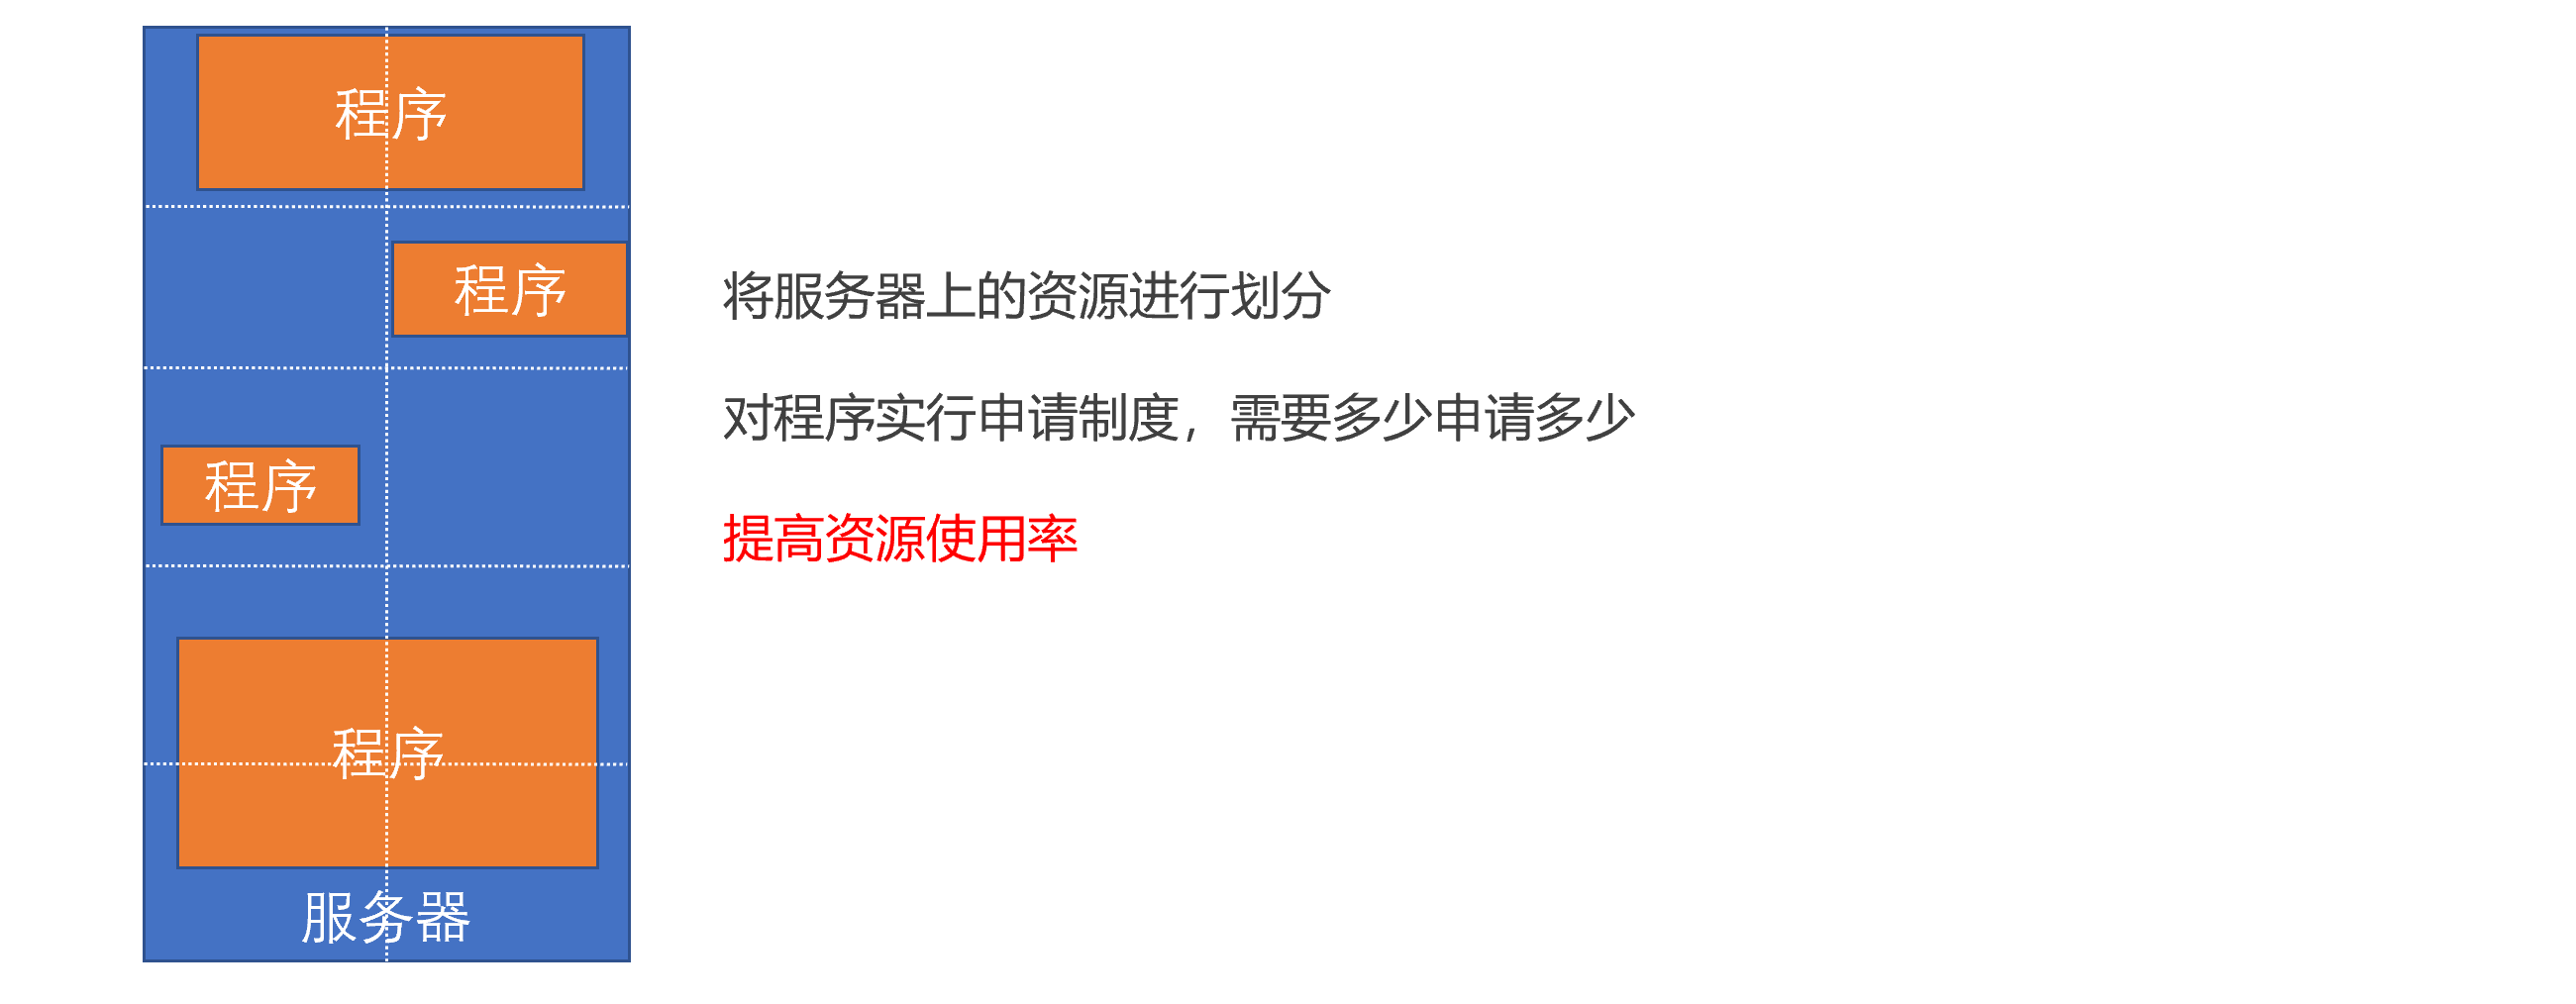 程序
程序
程序
程序
服务器
将服务器上的资源进行划分
对程序实行申请制度，需要多少申请多少
提高资源使用率